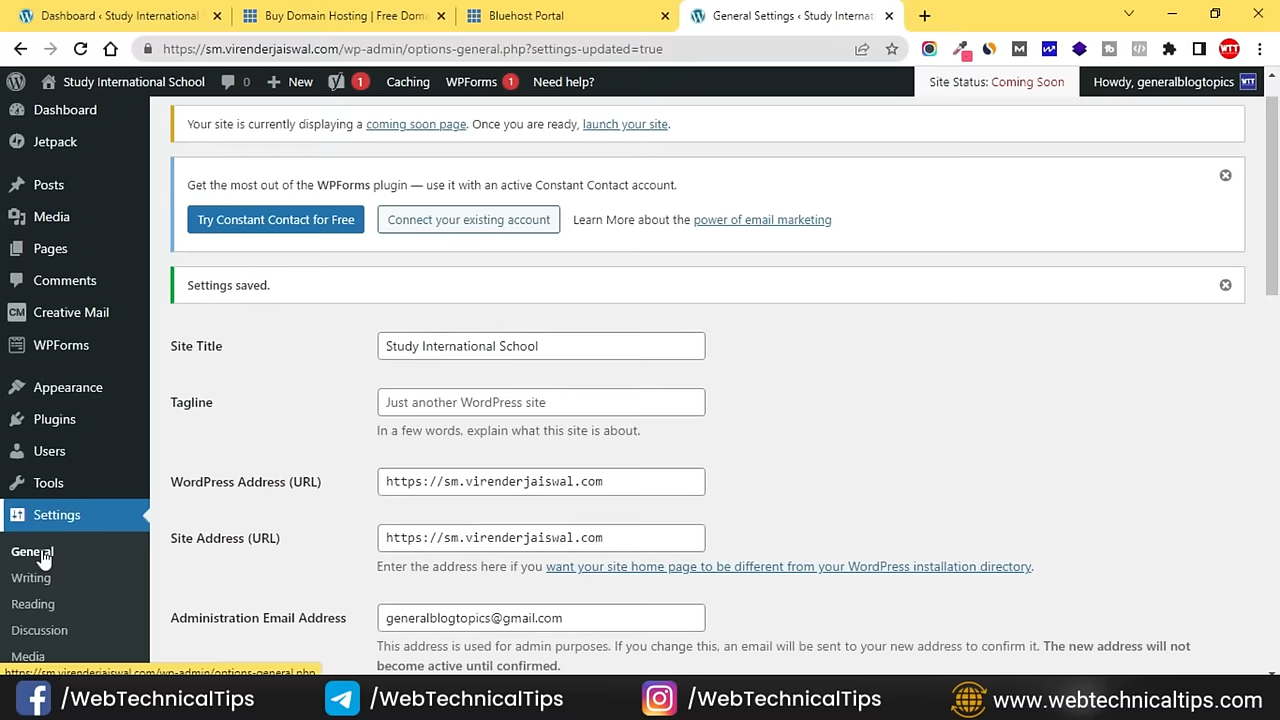 Dashboard ‹ Study International
Buy Domain Hosting | Free Dom
Bluehost Portal
General Settings ‹ Study Internat
https://sm.virenderjaiswal.com/wp-admin/options-general.php?settings-updated=true
Study International School
0
New
1
Caching
WPForms
1
Need help?
Site Status: Coming Soon
Howdy, generalblogtopics
Dashboard
Jetpack
Posts
Media
Pages
Comments
Creative Mail
WPForms
Appearance
Plugins
Users
Tools
Settings
General
Writing
Reading
Discussion
Media
Your site is currently displaying a coming soon page. Once you are ready, launch your site.
Get the most out of the WPForms plugin — use it with an active Constant Contact account.
Try Constant Contact for Free
Connect your existing account
Learn More about the power of email marketing
Settings saved.
Site Title
Study International School
Tagline
Just another WordPress site
In a few words, explain what this site is about.
WordPress Address (URL)
https://sm.virenderjaiswal.com
Site Address (URL)
https://sm.virenderjaiswal.com
Enter the address here if you want your site home page to be different from your WordPress installation directory.
Administration Email Address
generalblogtopics@gmail.com
This address is used for admin purposes. If you change this, an email will be sent to your new address to confirm it. The new address will not
become active until confirmed.
https://sm.virenderjaiswal.com/wp-admin/options-general.php
/WebTechnicalTips
/WebTechnicalTips
/WebTechnicalTips
www.webtechnicaltips.com